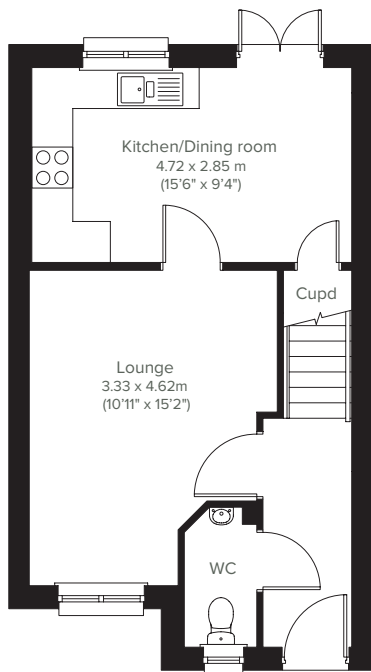 Kitchen/Dining room
4.72 x 2.85 m
(15'6" x 9'4")
Cupd
Lounge
3.33 x 4.62m
(10'11" x 15'2")
WC